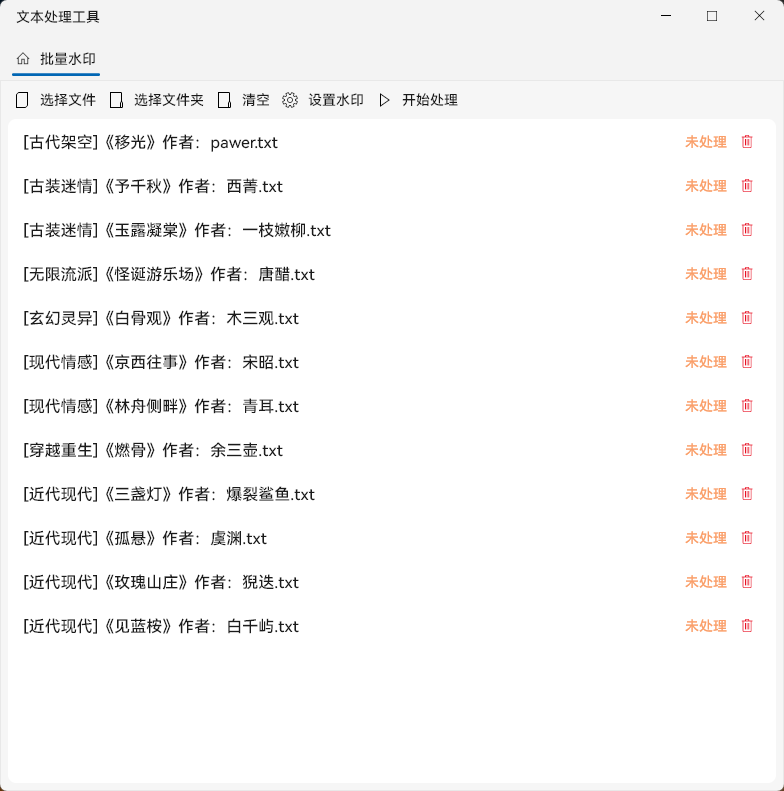 文本处理工具
批量水印
选择文件 选择文件夹 清空 设置水印 开始处理
[古代架空]《移光》作者：pawer.txt 未处理
[古装迷情]《予千秋》作者：西菁.txt 未处理
[古装迷情]《玉露凝棠》作者：一枝嫩柳.txt 未处理
[无限流派]《怪诞游乐场》作者：唐醋.txt 未处理
[玄幻灵异]《白骨观》作者：木三观.txt 未处理
[现代情感]《京西往事》作者：宋昭.txt 未处理
[现代情感]《林舟侧畔》作者：青耳.txt 未处理
[穿越重生]《燃骨》作者：余三壶.txt 未处理
[近代现代]《三盏灯》作者：爆裂鲨鱼.txt 未处理
[近代现代]《孤悬》作者：虞渊.txt 未处理
[近代现代]《玫瑰山庄》作者：猊迭.txt 未处理
[近代现代]《见蓝桉》作者：白千屿.txt 未处理